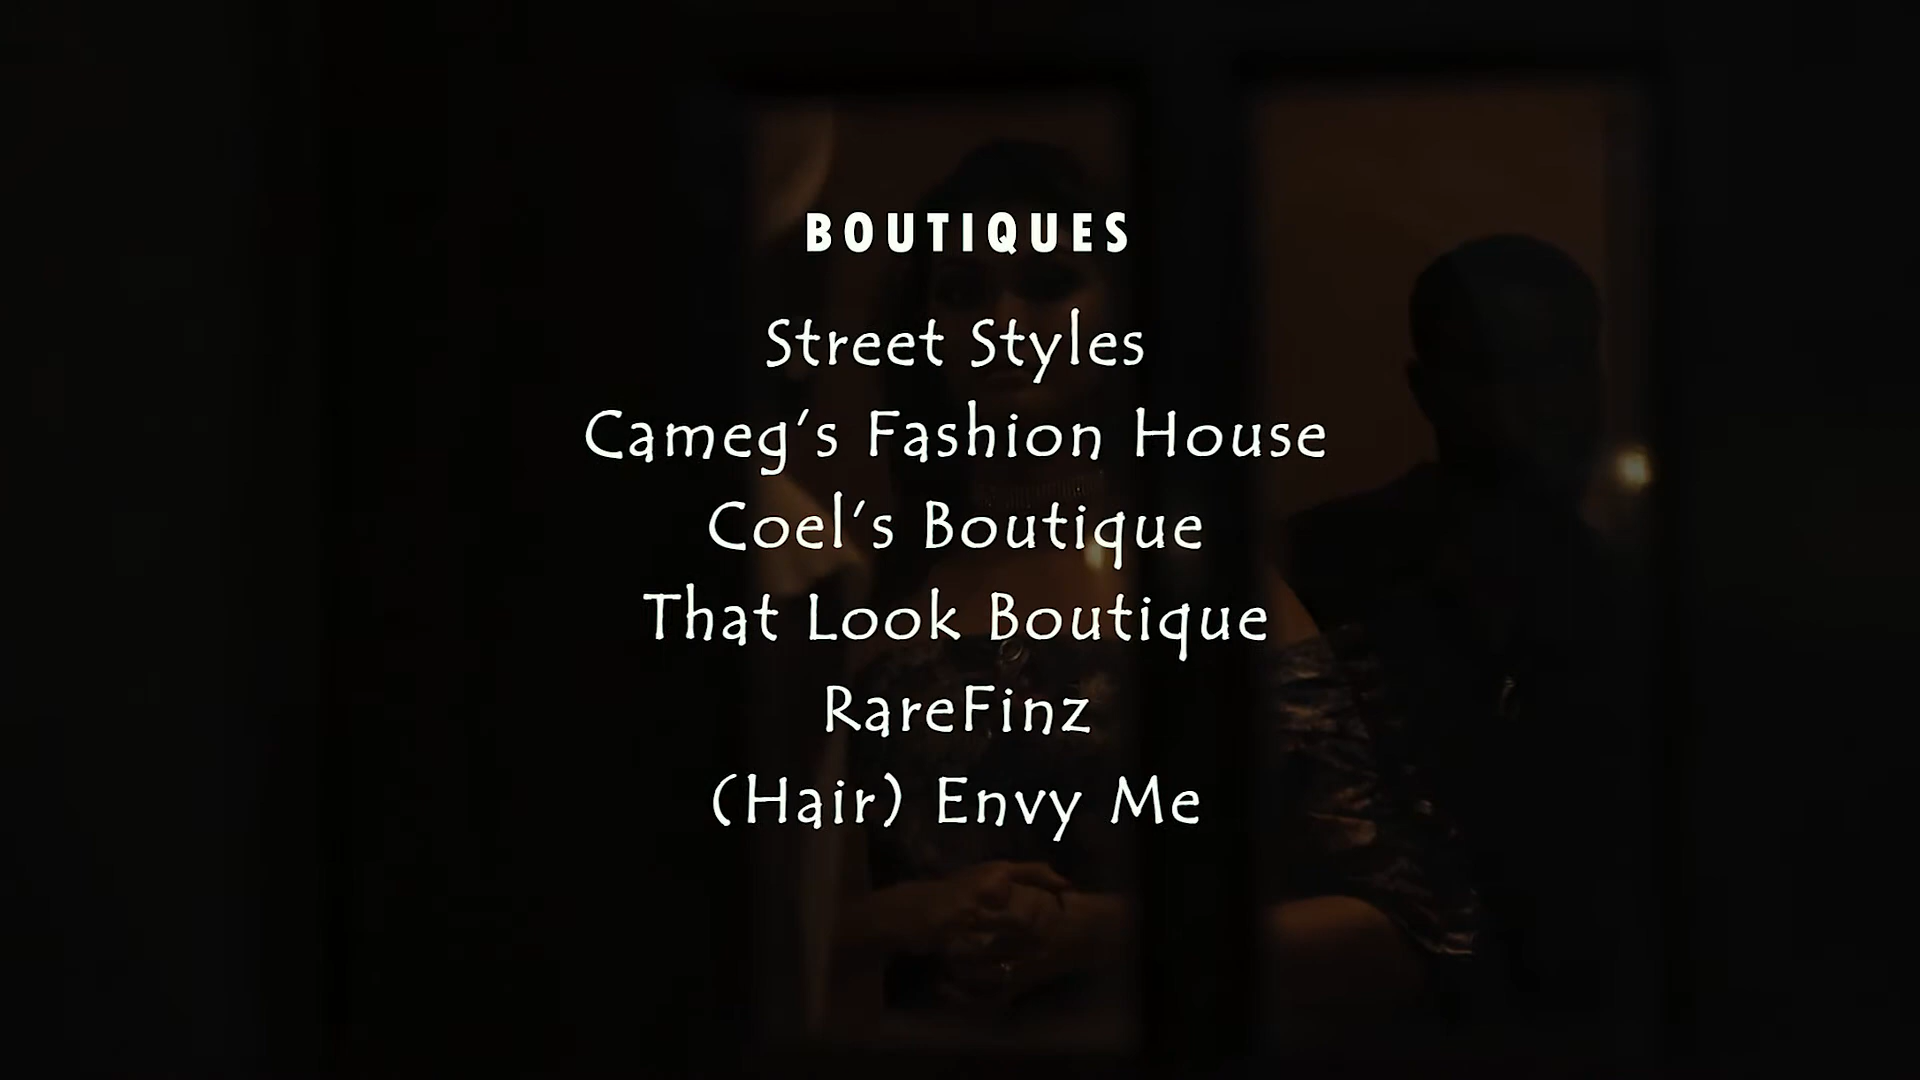 BOUTIQUES
Street Styles
Cameg's Fashion House
Coel's Boutique
That Look Boutique
RareFinz
(Hair) Envy Me